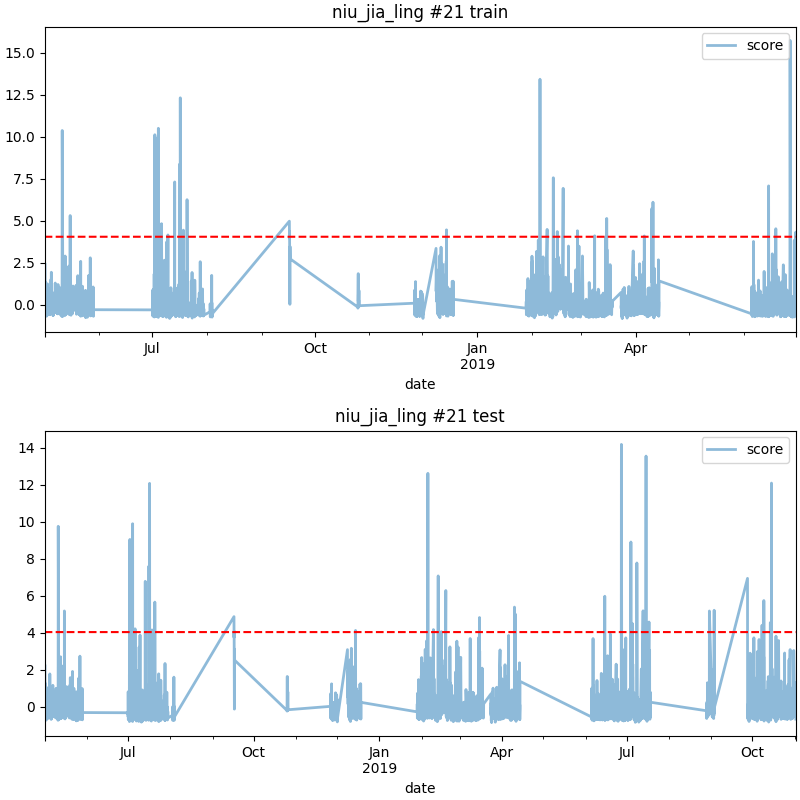 niu_jia_ling #21 train
score
15.0
12.5
10.0
7.5
5.0
2.5
0.0
Jul
Oct
Jan
2019
Apr
date
niu_jia_ling #21 test
score
14
12
10
8
6
4
2
0
Jul
Oct
Jan
2019
Apr
Jul
Oct
date